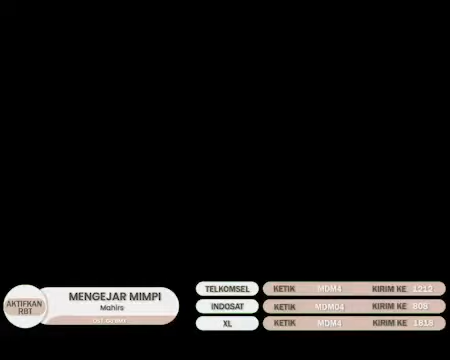 AKTIFKAN
RBT
MENGEJAR MIMPI
Mahirs
TELKOMSEL KETIK MDM4 KIRIM KE 1212
INDOSAT KETIK MDM04 KIRIM KE 808
XL KETIK MDM4 KIRIM KE 1818